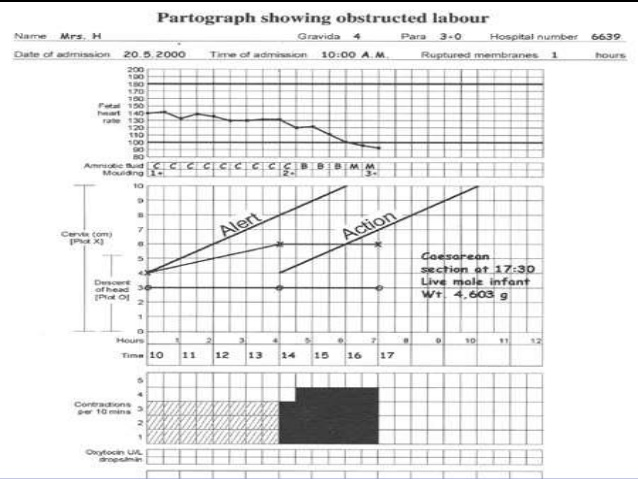 Partograph showing obstructed labour
Name Mrs. H Gravida 4 Para 3+0 Hospital number 6639
Date of admission 20.5.2000 Time of admission 10:00 A.M. Ruptured membranes 1 hours
200
190
180
170
160
Fetal heart rate
150
140
130
120
110
100
90
80
Amniotic fluid C C C C C C C C C B B B M M
Moulding 1+ 2+ 3+
10
9
8
7
Alert Action
Cervix (cm)
[Plot X]
6
5
4
Descent
of head
[Plot O]
3
2
1
0
Caesarean
section at 17:30
Live male infant
Wt. 4,603 g
Hours 1 2 3 4 5 6 7 8 9 10 11 12
Time 10 11 12 13 14 15 16 17
5
4
Contractions
per 10 mins
3
2
1
Oxytocin U/L
drops/min